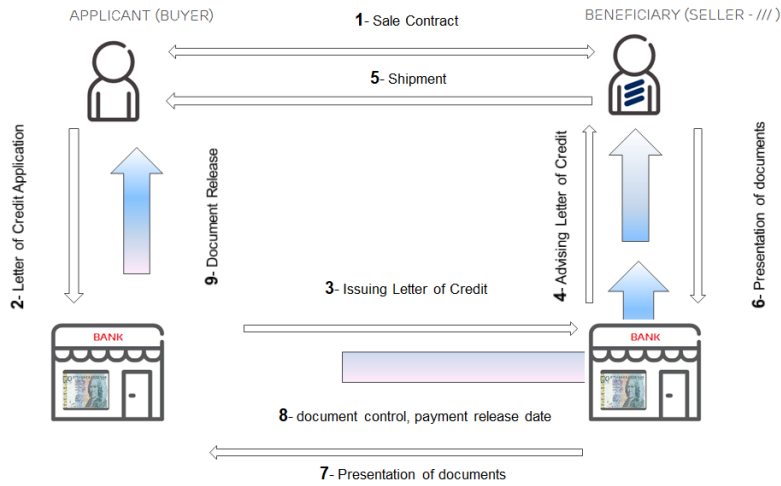 APPLICANT (BUYER)
BENEFICIARY (SELLER - /// )
1- Sale Contract
5- Shipment
2- Letter of Credit Application
9- Document Release
4- Advising Letter of Credit
6- Presentation of documents
3- Issuing Letter of Credit
BANK
BANK
8- document control, payment release date
7- Presentation of documents